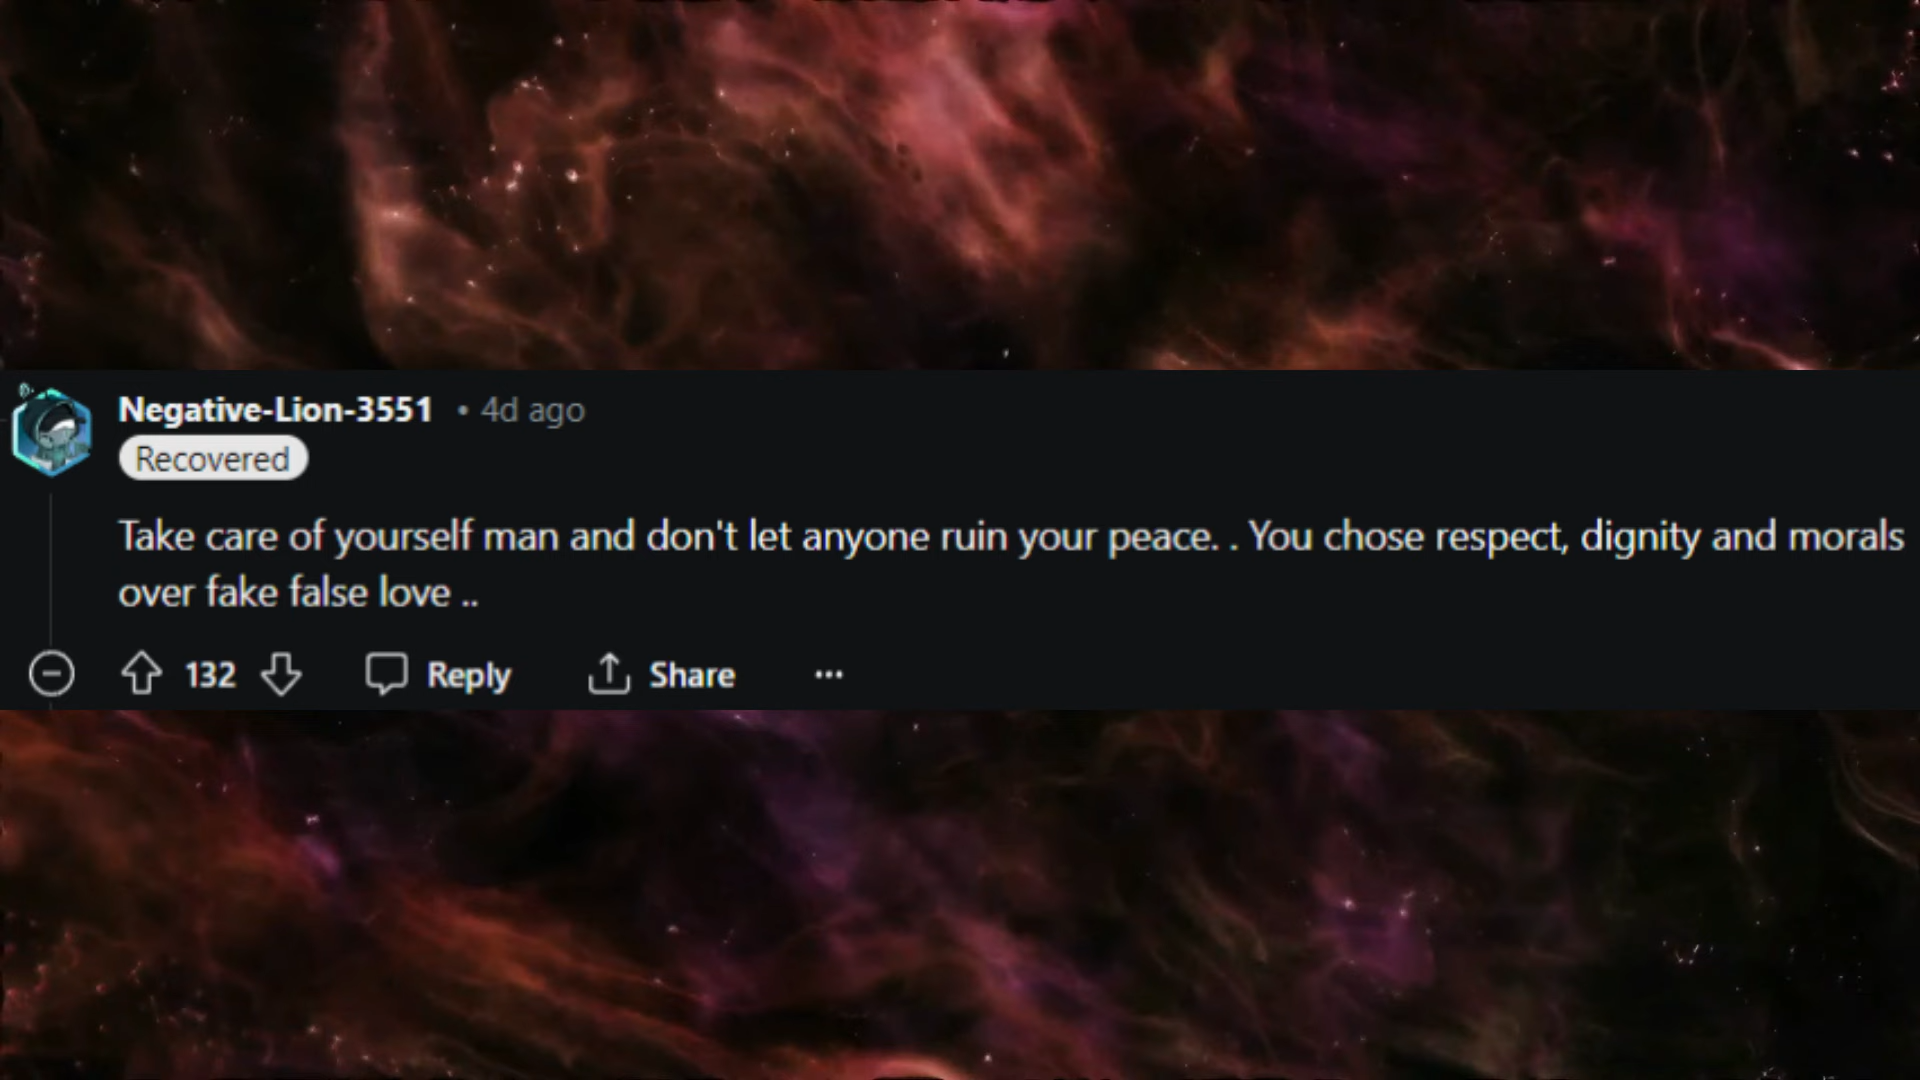 Negative-Lion-3551 • 4d ago
Recovered
Take care of yourself man and don't let anyone ruin your peace. . You chose respect, dignity and morals
over fake false love ..
132 Reply Share ...